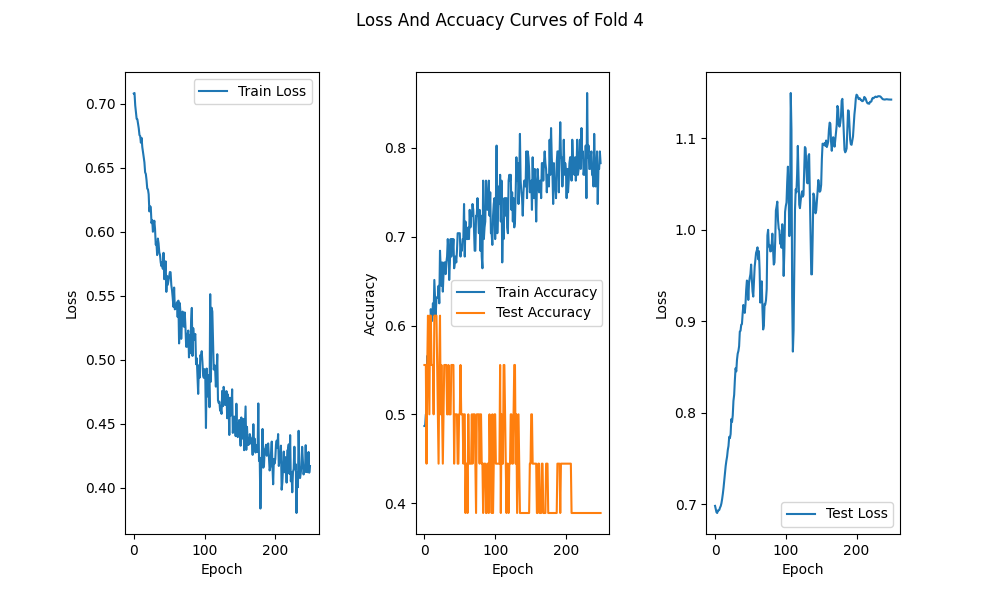 Loss And Accuacy Curves of Fold 4
Train Loss
0.70
0.65
0.60
0.55
0.50
0.45
0.40
Loss
0
100
200
Epoch
0.8
0.7
0.6
0.5
0.4
Accuracy
Train Accuracy
Test Accuracy
0
100
200
Epoch
1.1
1.0
0.9
0.8
0.7
Loss
Test Loss
0
100
200
Epoch